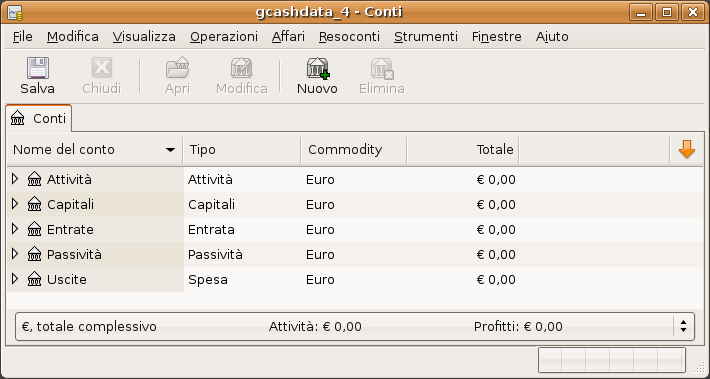 gcashdata_4 - Conti
File Modifica Visualizza Operazioni Affari Resoconti Strumenti Finestre Aiuto
Salva Chiudi Apri Modifica Nuovo Elimina
Conti
Nome del conto Tipo Commodity Totale
Attività Attività Euro € 0,00
Capitali Capitali Euro € 0,00
Entrate Entrata Euro € 0,00
Passività Passività Euro € 0,00
Uscite Spesa Euro € 0,00
€, totale complessivo Attività: € 0,00 Profitti: € 0,00